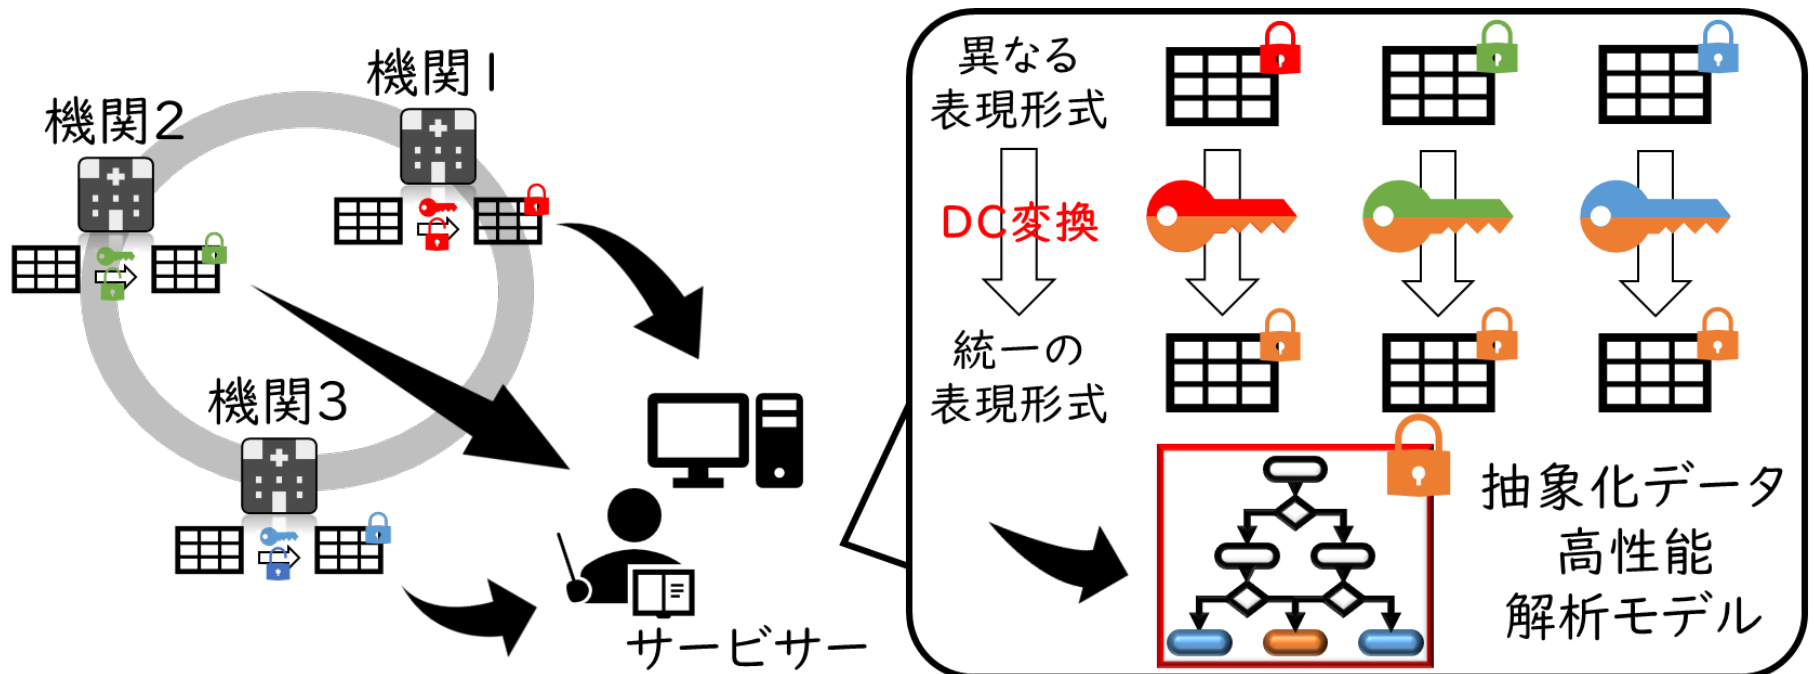 機関1
機関2
機関3
サービサー
異なる
表現形式
DC変換
統一の
表現形式
抽象化データ
高性能
解析モデル